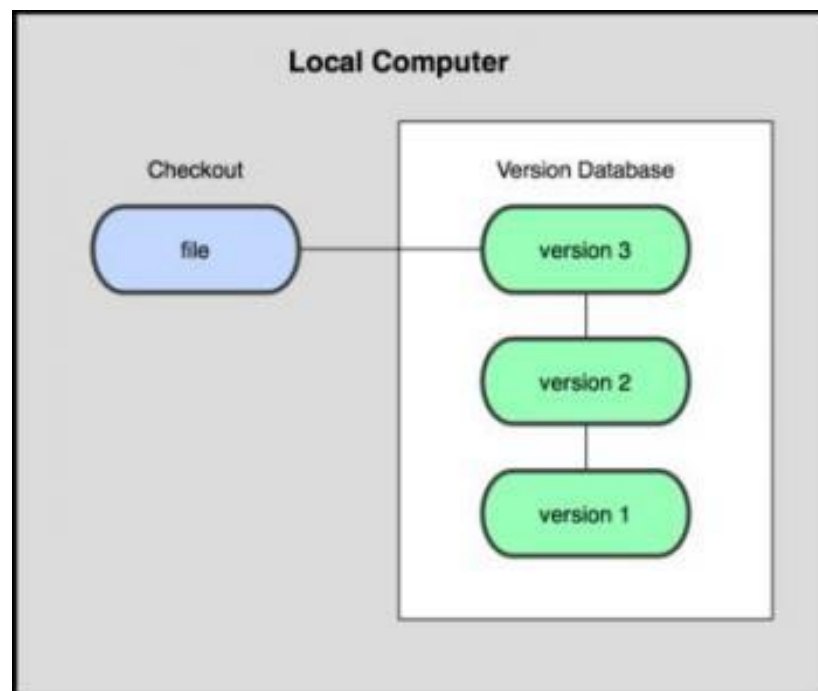 Local Computer
Checkout
Version Database
file
version 3
version 2
version 1